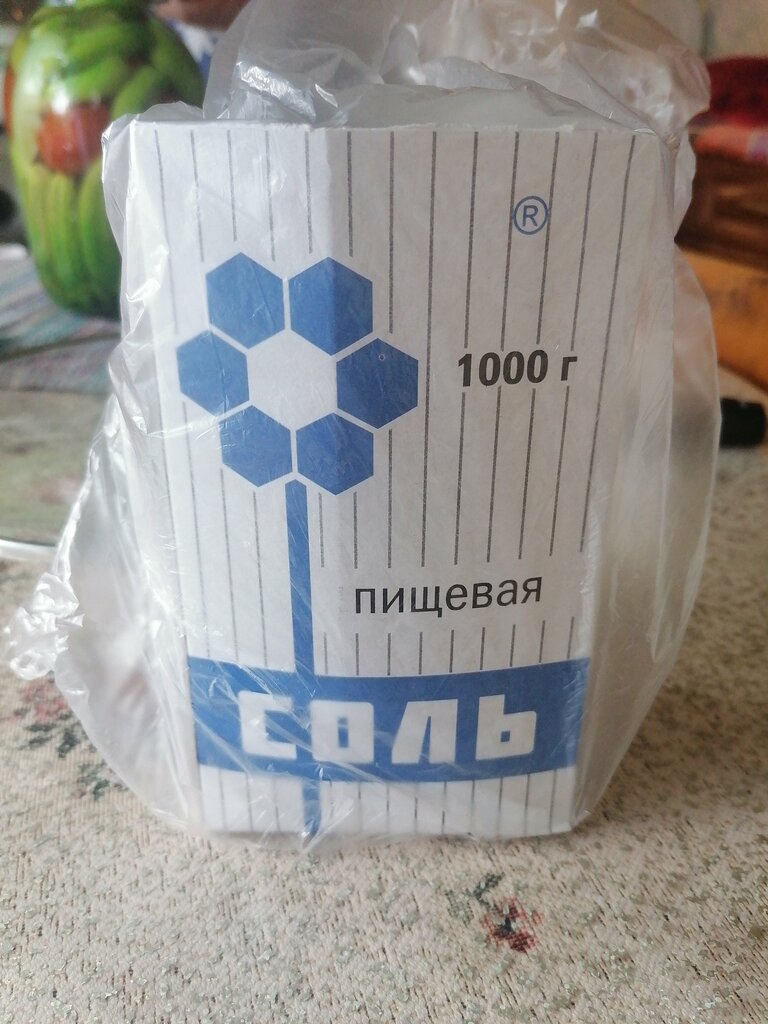 ®
1000 г
пищевая
соль